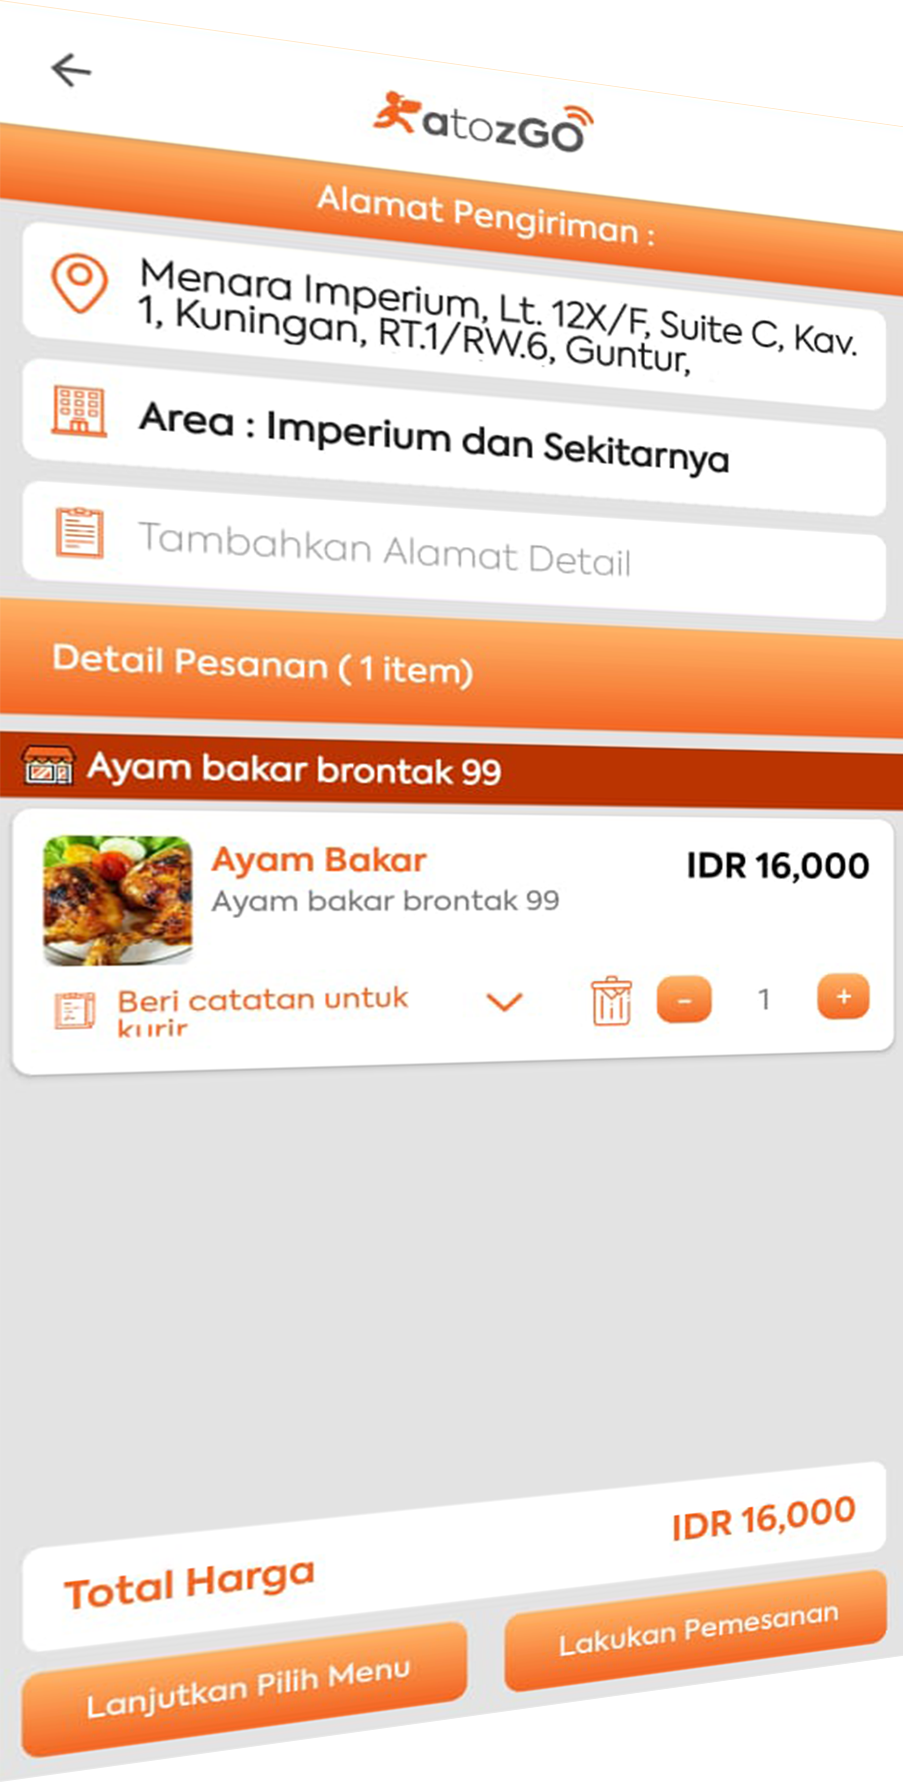 atozGO
Alamat Pengiriman :
Menara Imperium, Lt. 12X/F, Suite C, Kav.
1, Kuningan, RT.1/RW.6, Guntur,
Area : Imperium dan Sekitarnya
Tambahkan Alamat Detail
Detail Pesanan ( 1 item)
Ayam bakar brontak 99
Ayam Bakar
IDR 16,000
Ayam bakar brontak 99
Beri catatan untuk
kurir
- 1 +
Total Harga
IDR 16,000
Lanjutkan Pilih Menu
Lakukan Pemesanan